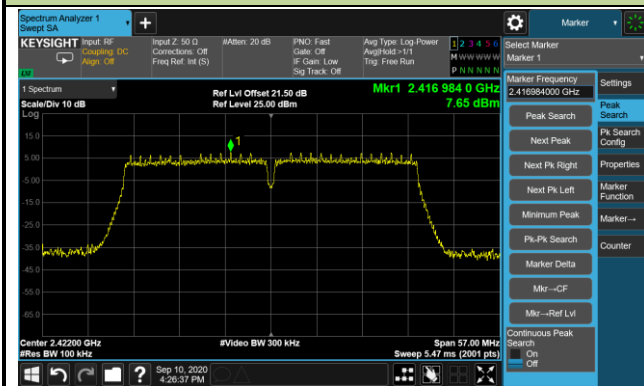 Spectrum Analyzer 1
Swept SA
+
Marker
KEYSIGHT
Input: RF
Coupling: DC
Align: Off
Input Z: 50 Ω
Corrections: Off
Freq Ref: Int (S)
#Atten: 20 dB
PNO: Fast
Gate: Off
IF Gain: Low
Sig Track: Off
Avg Type: Log-Power
Avg|Hold:>1/1
Trig: Free Run
1 2 3 4 5 6
M W W W W W
P N N N N N
Select Marker
Marker 1
LXI
1 Spectrum
Scale/Div 10 dB
Log
Ref Lvl Offset 21.50 dB
Ref Level 25.00 dBm
Mkr1 2.416 984 0 GHz
7.65 dBm
15.0
5.00
-5.00
-15.0
-25.0
-35.0
-45.0
-55.0
-65.0
1
Center 2.42200 GHz
#Res BW 100 kHz
#Video BW 300 kHz
Span 57.00 MHz
Sweep 5.47 ms (2001 pts)
Marker Frequency
2.416984000 GHz
Peak Search
Next Peak
Next Pk Right
Next Pk Left
Minimum Peak
Pk-Pk Search
Marker Delta
Mkr→CF
Mkr→Ref Lvl
Continuous Peak
Search
On
Off
Settings
Peak
Search
Pk Search
Config
Properties
Marker
Function
Marker→
Counter
?
Sep 10, 2020
4:26:37 PM